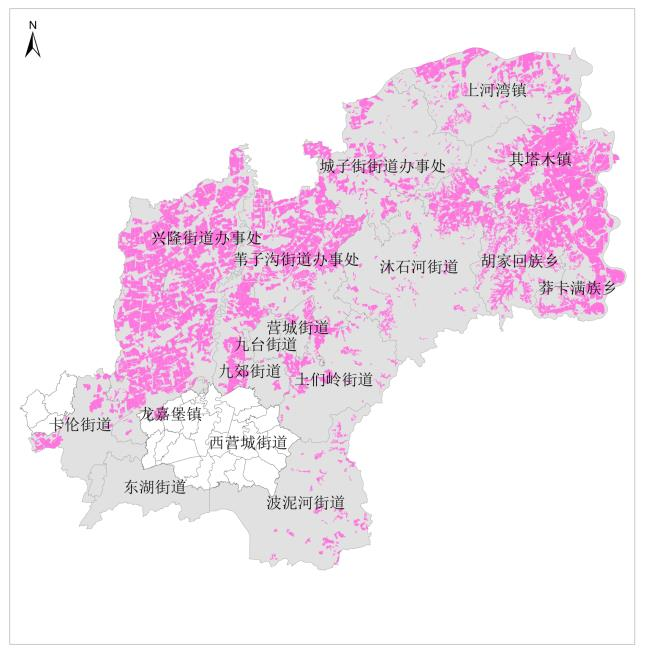 N
上河湾镇
其塔木镇
城子街街道办事处
兴隆街道办事处
苇子沟街道办事处
沐石河街道
胡家回族乡
莽卡满族乡
营城街道
九台街道
九郊街道
土们岭街道
龙嘉堡镇
卡伦街道
西营城街道
东湖街道
波泥河街道